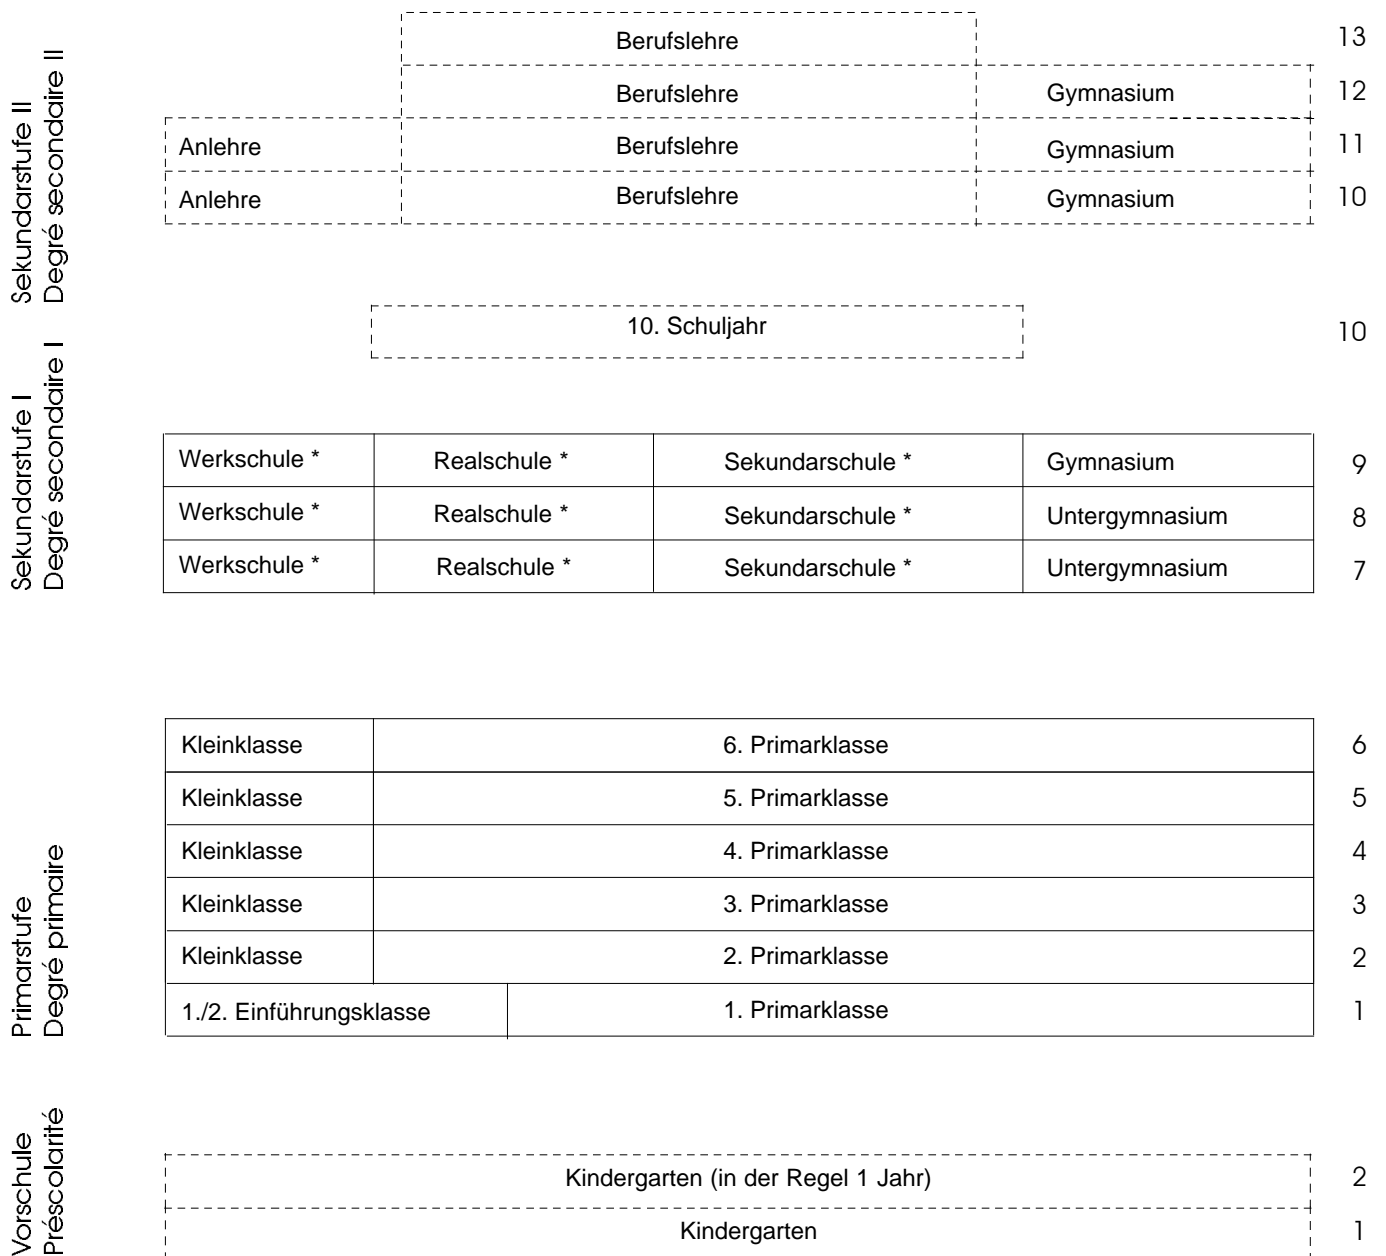 Sekundarstufe II
Degré secondaire II
Berufslehre 13
Berufslehre Gymnasium 12
Anlehre Berufslehre Gymnasium 11
Anlehre Berufslehre Gymnasium 10
Sekundarstufe I
Degré secondaire I
10. Schuljahr 10
Werkschule * Realschule * Sekundarschule * Gymnasium 9
Werkschule * Realschule * Sekundarschule * Untergymnasium 8
Werkschule * Realschule * Sekundarschule * Untergymnasium 7
Primarstufe
Degré primaire
Kleinklasse 6. Primarklasse 6
Kleinklasse 5. Primarklasse 5
Kleinklasse 4. Primarklasse 4
Kleinklasse 3. Primarklasse 3
Kleinklasse 2. Primarklasse 2
1./2. Einführungsklasse 1. Primarklasse 1
Vorschule
Préscolarité
Kindergarten (in der Regel 1 Jahr) 2
Kindergarten 1